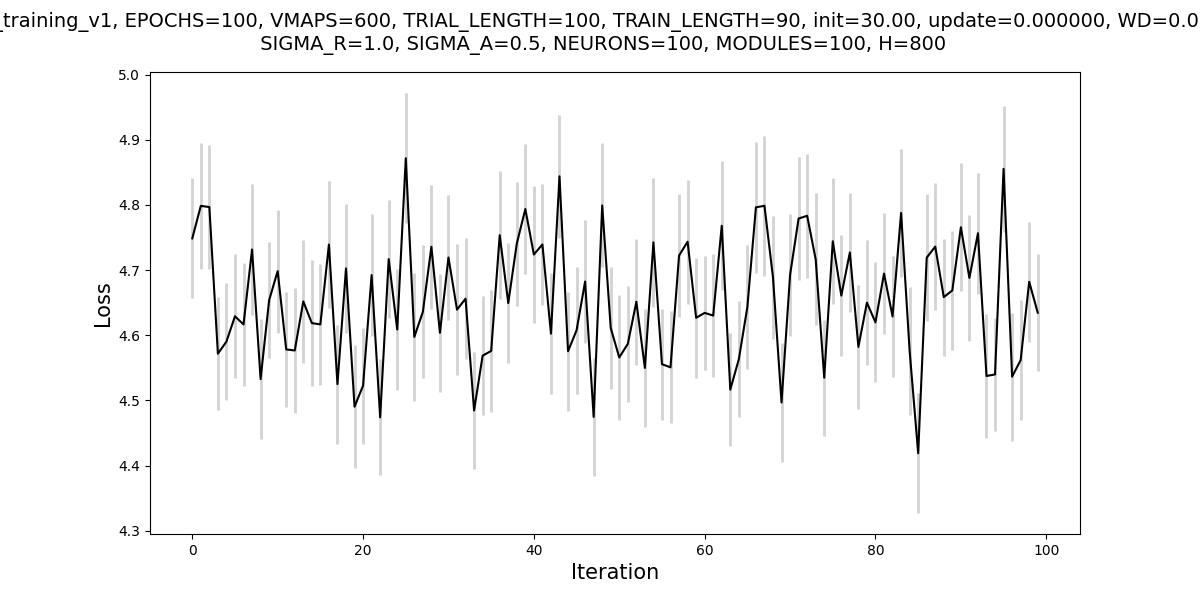 _training_v1, EPOCHS=100, VMAPS=600, TRIAL_LENGTH=100, TRAIN_LENGTH=90, init=30.00, update=0.000000, WD=0.0
SIGMA_R=1.0, SIGMA_A=0.5, NEURONS=100, MODULES=100, H=800
5.0
4.9
4.8
4.7
4.6
4.5
4.4
4.3
Loss
0 20 40 60 80 100
Iteration